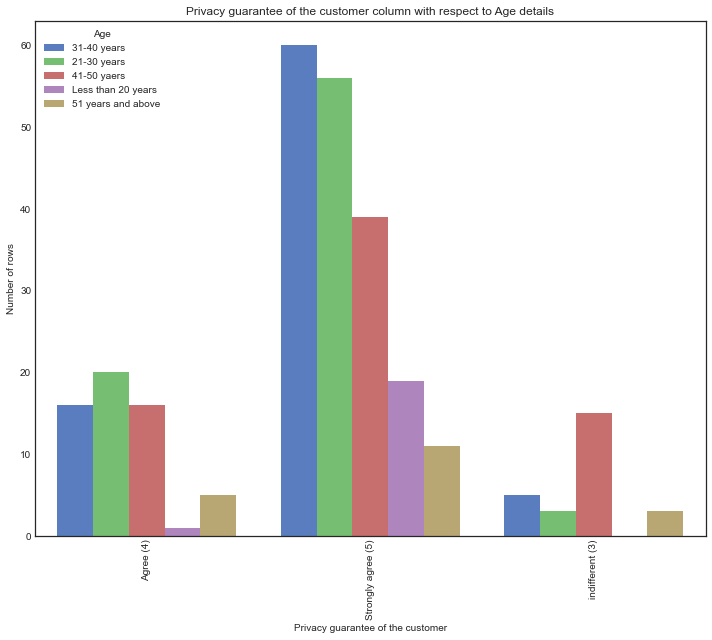 Privacy guarantee of the customer column with respect to Age details
Age
31-40 years
21-30 years
41-50 yaers
Less than 20 years
51 years and above
60
50
40
30
20
10
0
Number of rows
Agree (4)
Strongly agree (5)
indifferent (3)
Privacy guarantee of the customer